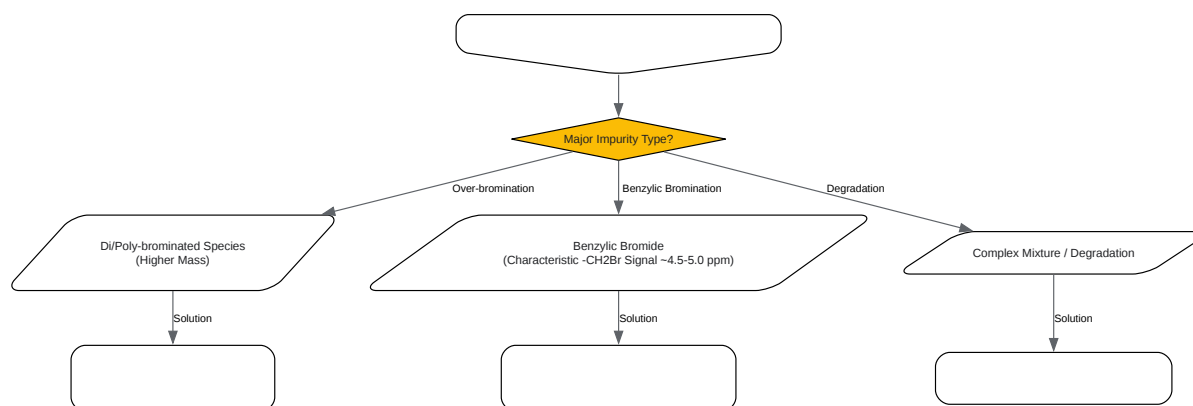 Major Impurity Type?
Over-bromination
Benzylic Bromination
Degradation
Di/Poly-brominated Species
(Higher Mass)
Benzylic Bromide
(Characteristic -CH2Br Signal ~4.5-5.0 ppm)
Complex Mixture / Degradation
Solution
Solution
Solution